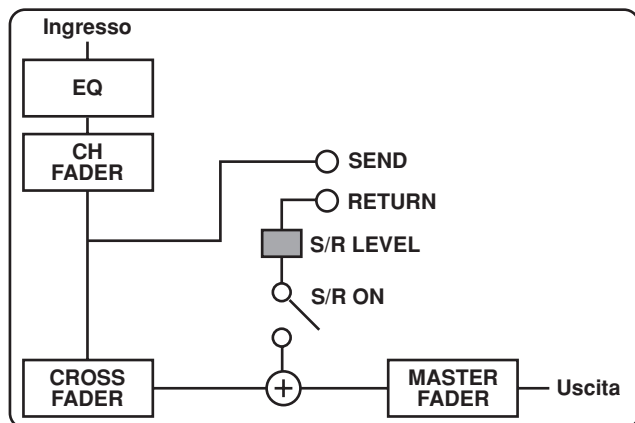 Ingresso
EQ
CH
FADER
SEND
RETURN
S/R LEVEL
S/R ON
CROSS
FADER
+
MASTER
FADER
Uscita